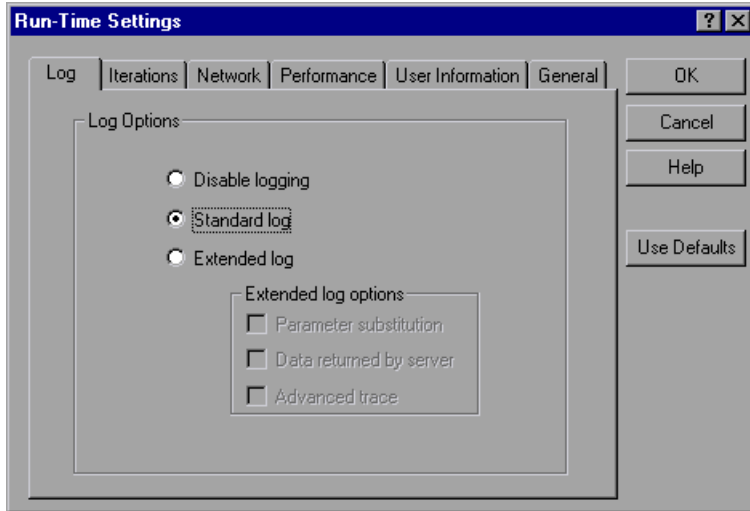 Run-Time Settings
Log Iterations Network Performance User Information General
OK
Cancel
Help
Use Defaults
Log Options
Disable logging
Standard log
Extended log
Extended log options
Parameter substitution
Data returned by server
Advanced trace